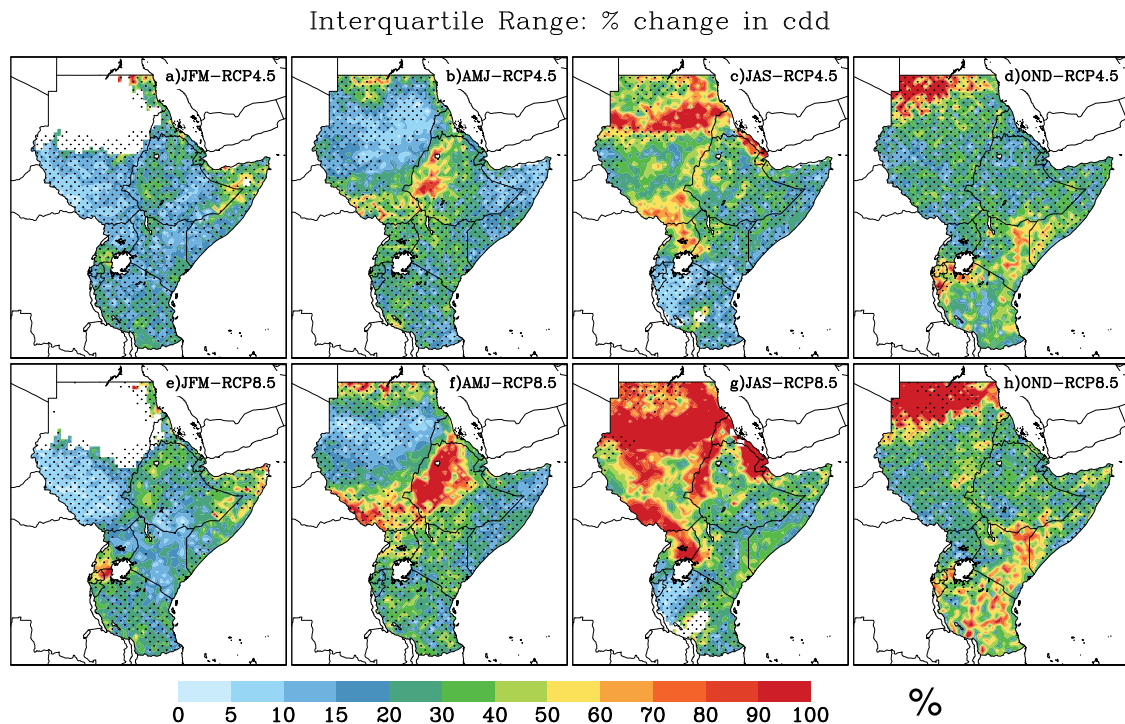 Interquartile Range: % change in cdd
a)JFM-RCP4.5
b)AMJ-RCP4.5
c)JAS-RCP4.5
d)OND-RCP4.5
e)JFM-RCP8.5
f)AMJ-RCP8.5
g)JAS-RCP8.5
h)OND-RCP8.5
0 5 10 15 30 40 50 60 70 80 90 100 %